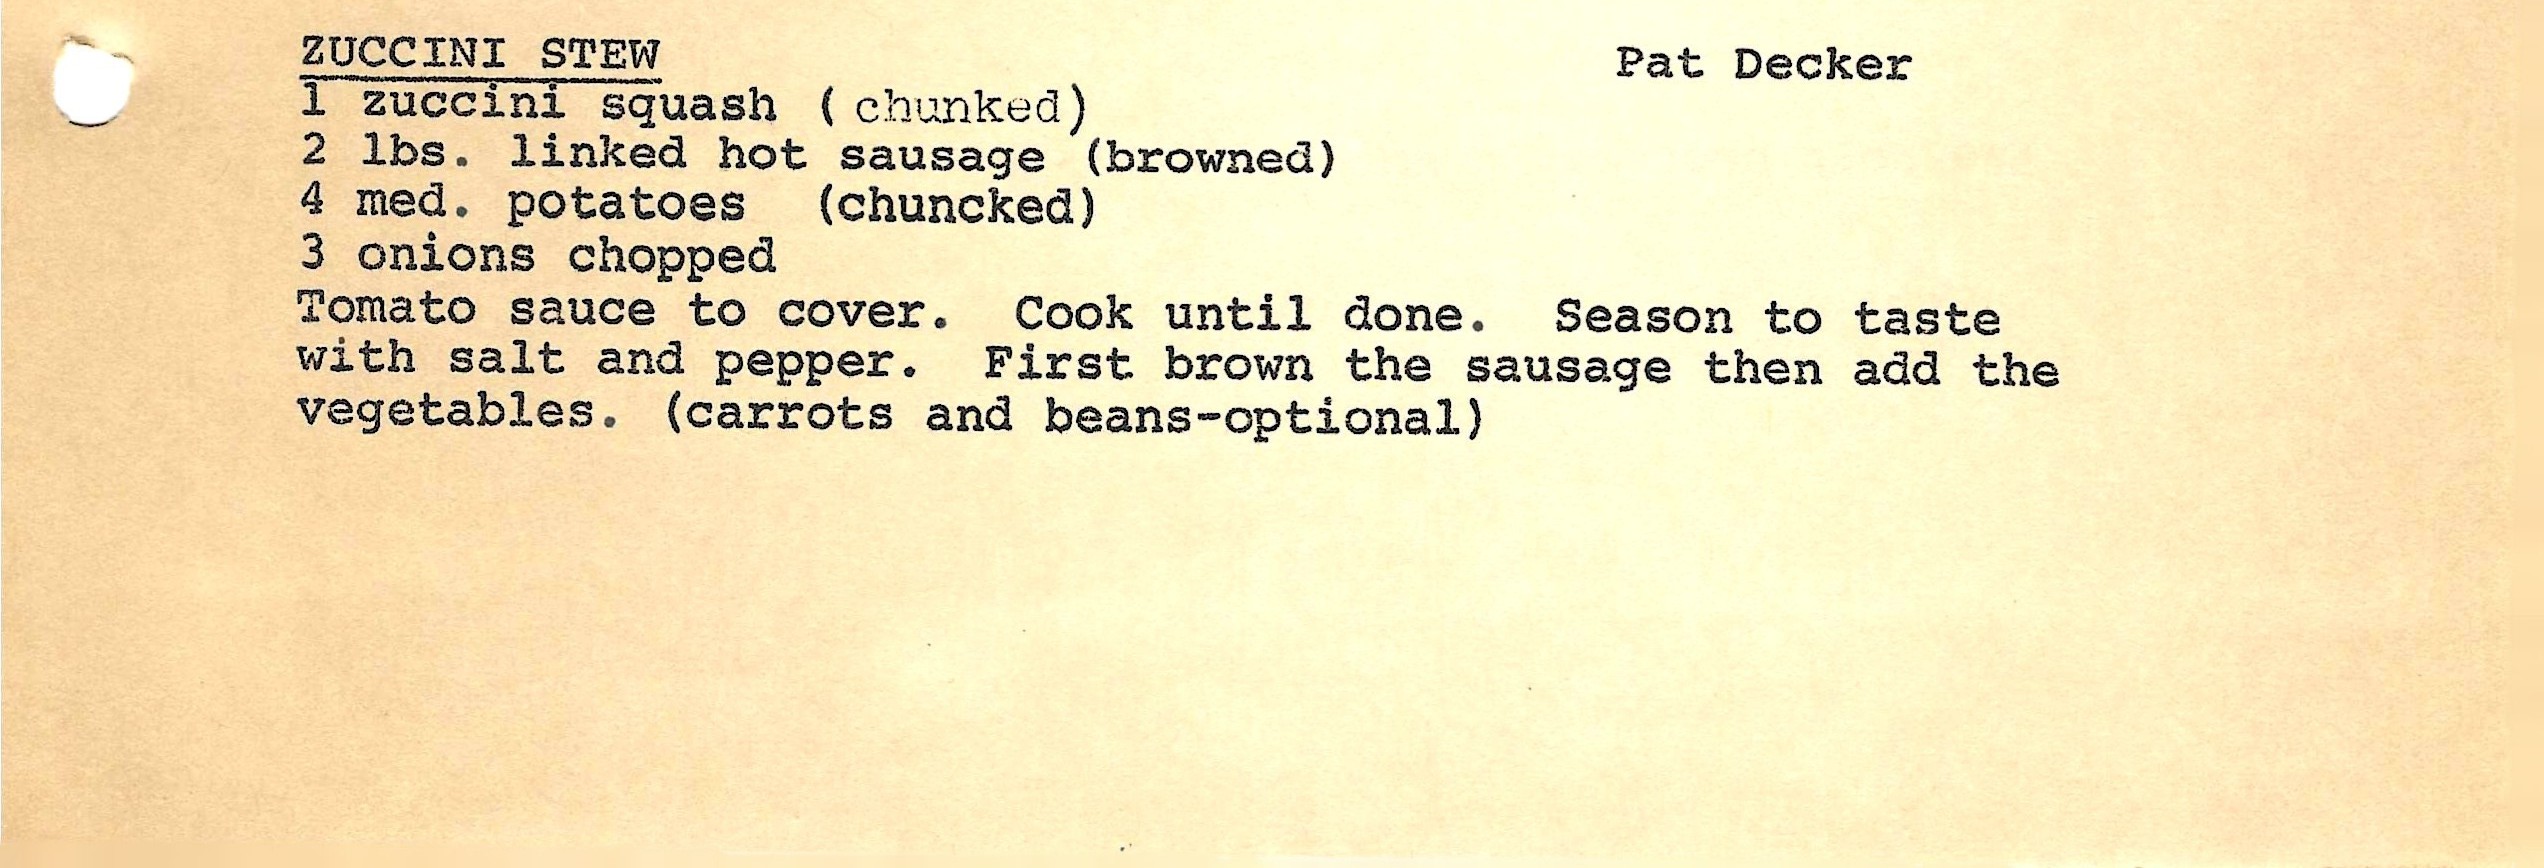 ZUCCINI STEW Pat Decker
1 zuccini squash ( chunked)
2 lbs. linked hot sausage (browned)
4 med. potatoes (chuncked)
3 onions chopped
Tomato sauce to cover. Cook until done. Season to taste
with salt and pepper. First brown the sausage then add the
vegetables. (carrots and beans-optional)